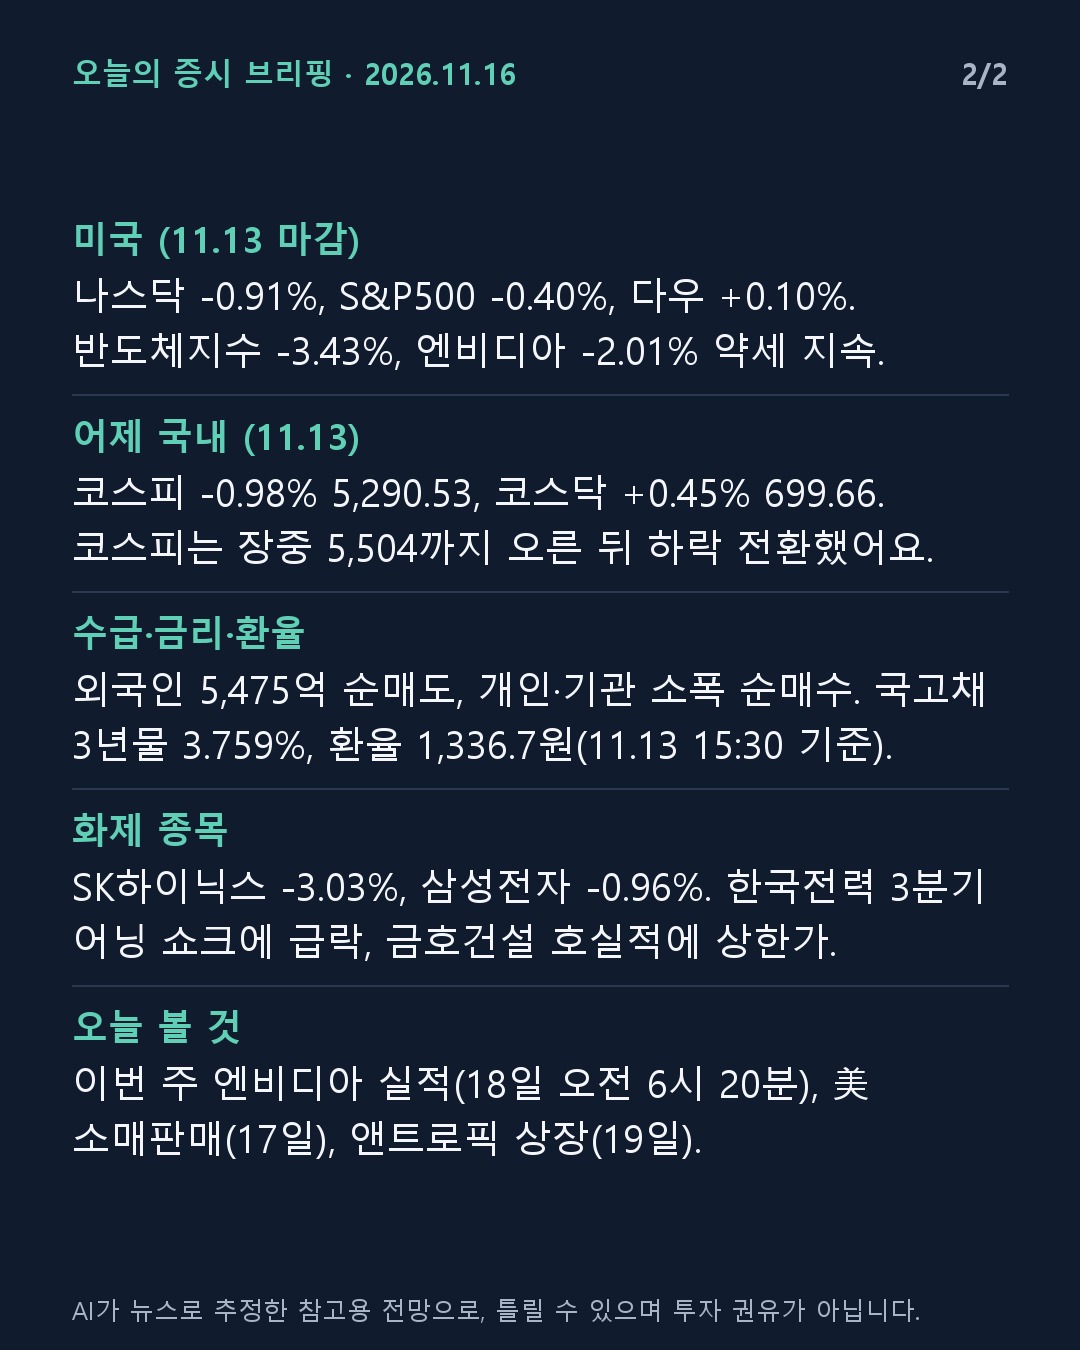 오늘의 증시 브리핑 · 2026.11.16
2/2
미국 (11.13 마감)
나스닥 -0.91%, S&P500 -0.40%, 다우 +0.10%.
반도체지수 -3.43%, 엔비디아 -2.01% 약세 지속.
어제 국내 (11.13)
코스피 -0.98% 5,290.53, 코스닥 +0.45% 699.66.
코스피는 장중 5,504까지 오른 뒤 하락 전환했어요.
수급·금리·환율
외국인 5,475억 순매도, 개인·기관 소폭 순매수. 국고채
3년물 3.759%, 환율 1,336.7원(11.13 15:30 기준).
화제 종목
SK하이닉스 -3.03%, 삼성전자 -0.96%. 한국전력 3분기
어닝 쇼크에 급락, 금호건설 호실적에 상한가.
오늘 볼 것
이번 주 엔비디아 실적(18일 오전 6시 20분), 美
소매판매(17일), 앤트로픽 상장(19일).
AI가 뉴스로 추정한 참고용 전망으로, 틀릴 수 있으며 투자 권유가 아닙니다.